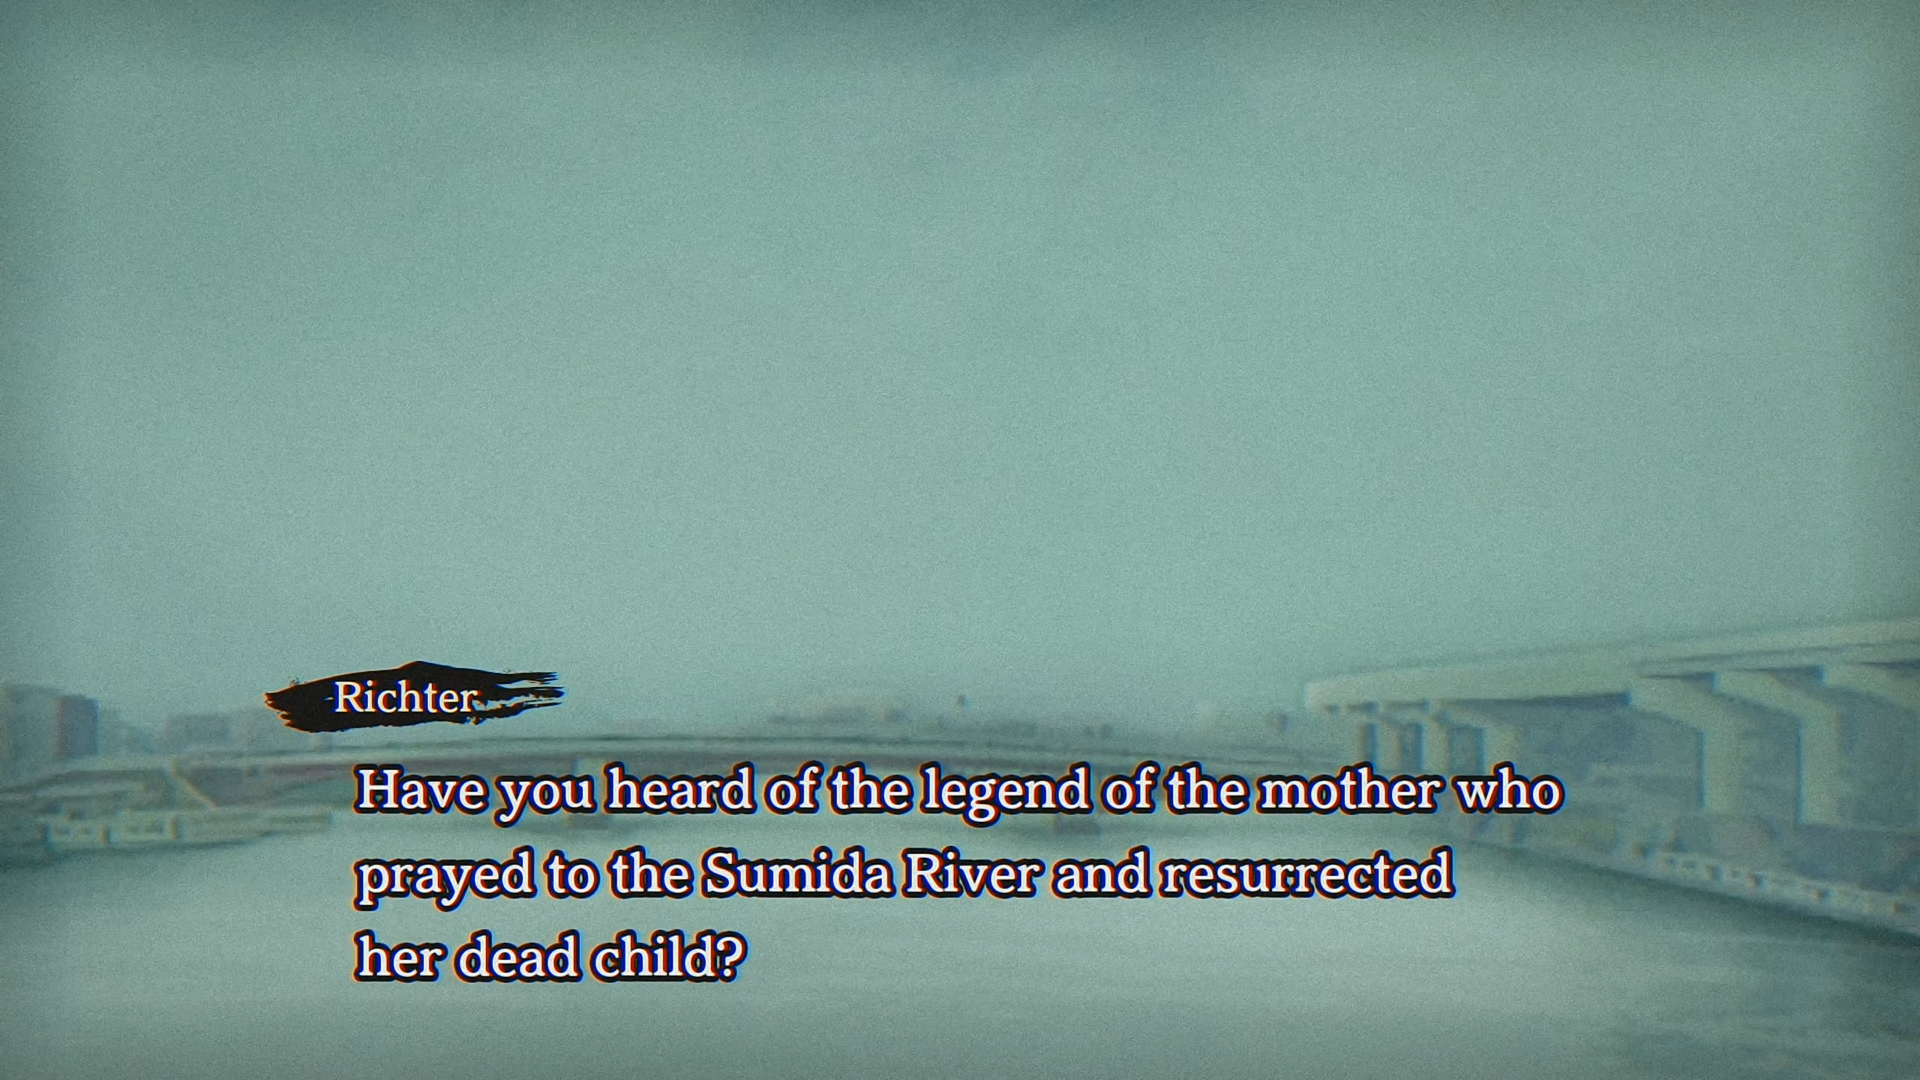 Richter
Have you heard of the legend of the mother who
prayed to the Sumida River and resurrected
her dead child?